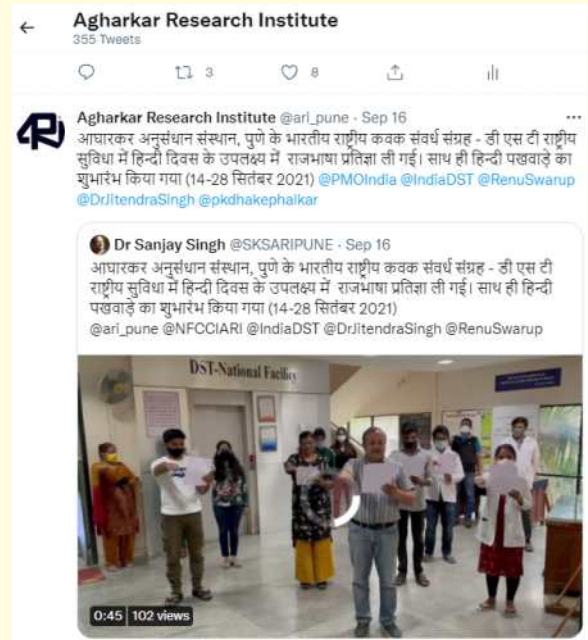 Agharkar Research Institute
355 Tweets
3
8
Agharkar Research Institute @ari_pune · Sep 16
आघारकर अनुसंधान संस्थान, पुणे के भारतीय राष्ट्रीय कवक संवर्ध संग्रह - डी एस टी राष्ट्रीय
सुविधा में हिन्दी दिवस के उपलक्ष्य में राजभाषा प्रतिज्ञा ली गई। साथ ही हिन्दी पखवाड़े का
शुभारंभ किया गया (14-28 सितंबर 2021) @PMOIndia @IndiaDST @RenuSwarup
@DrJitendraSingh @pkdhakephalkar
Dr Sanjay Singh @SKSARIPUNE · Sep 16
आघारकर अनुसंधान संस्थान, पुणे के भारतीय राष्ट्रीय कवक संवर्ध संग्रह - डी एस टी
राष्ट्रीय सुविधा में हिन्दी दिवस के उपलक्ष्य में राजभाषा प्रतिज्ञा ली गई। साथ ही हिन्दी
पखवाड़े का शुभारंभ किया गया (14-28 सितंबर 2021)
@ari_pune @NFCCIARI @IndiaDST @DrJitendraSingh @RenuSwarup
DST-National Facility
0:45 102 views